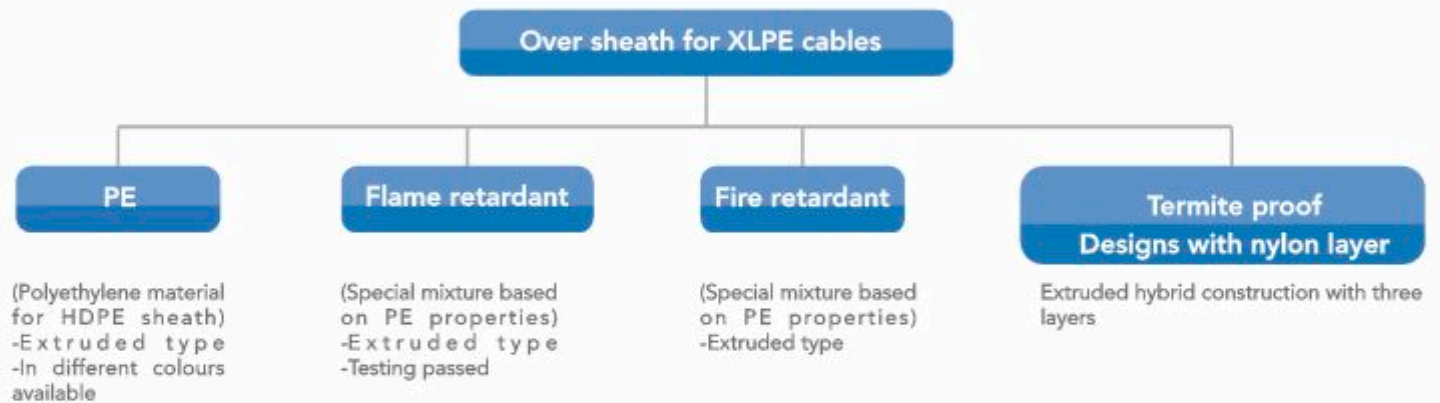 Over sheath for XLPE cables
PE
Flame retardant
Fire retardant
Termite proof
Designs with nylon layer
(Polyethylene material
for HDPE sheath)
-Extruded type
-In different colours
available
(Special mixture based
on PE properties)
-Extruded type
-Testing passed
(Special mixture based
on PE properties)
-Extruded type
Extruded hybrid construction with three
layers